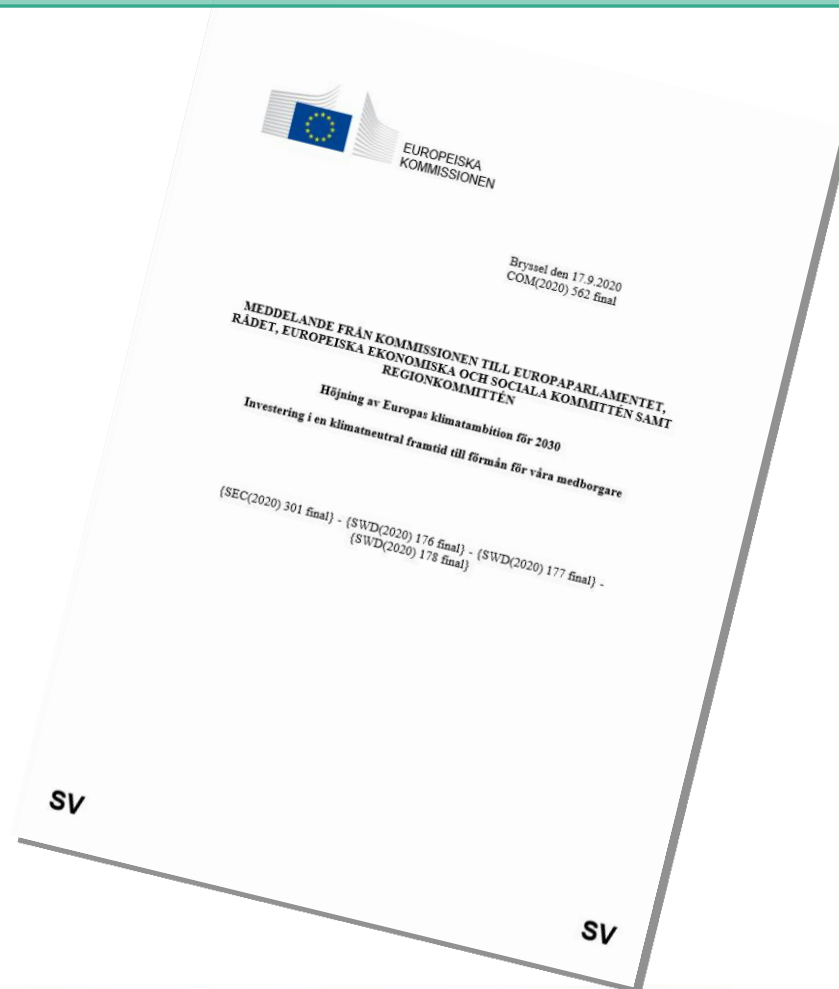 EUROPEISKA
KOMMISSIONEN
Bryssel den 17.9.2020
COM(2020) 562 final
MEDDELANDE FRÅN KOMMISSIONEN TILL EUROPAPARLAMENTET,
RÅDET, EUROPEISKA EKONOMISKA OCH SOCIALA KOMMITTÉN SAMT
REGIONKOMMITTÉN
Höjning av Europas klimatambition för 2030
Investering i en klimatneutral framtid till förmån för våra medborgare
{SEC(2020) 301 final} - {SWD(2020) 176 final} - {SWD(2020) 177 final} -
{SWD(2020) 178 final}
SV
SV